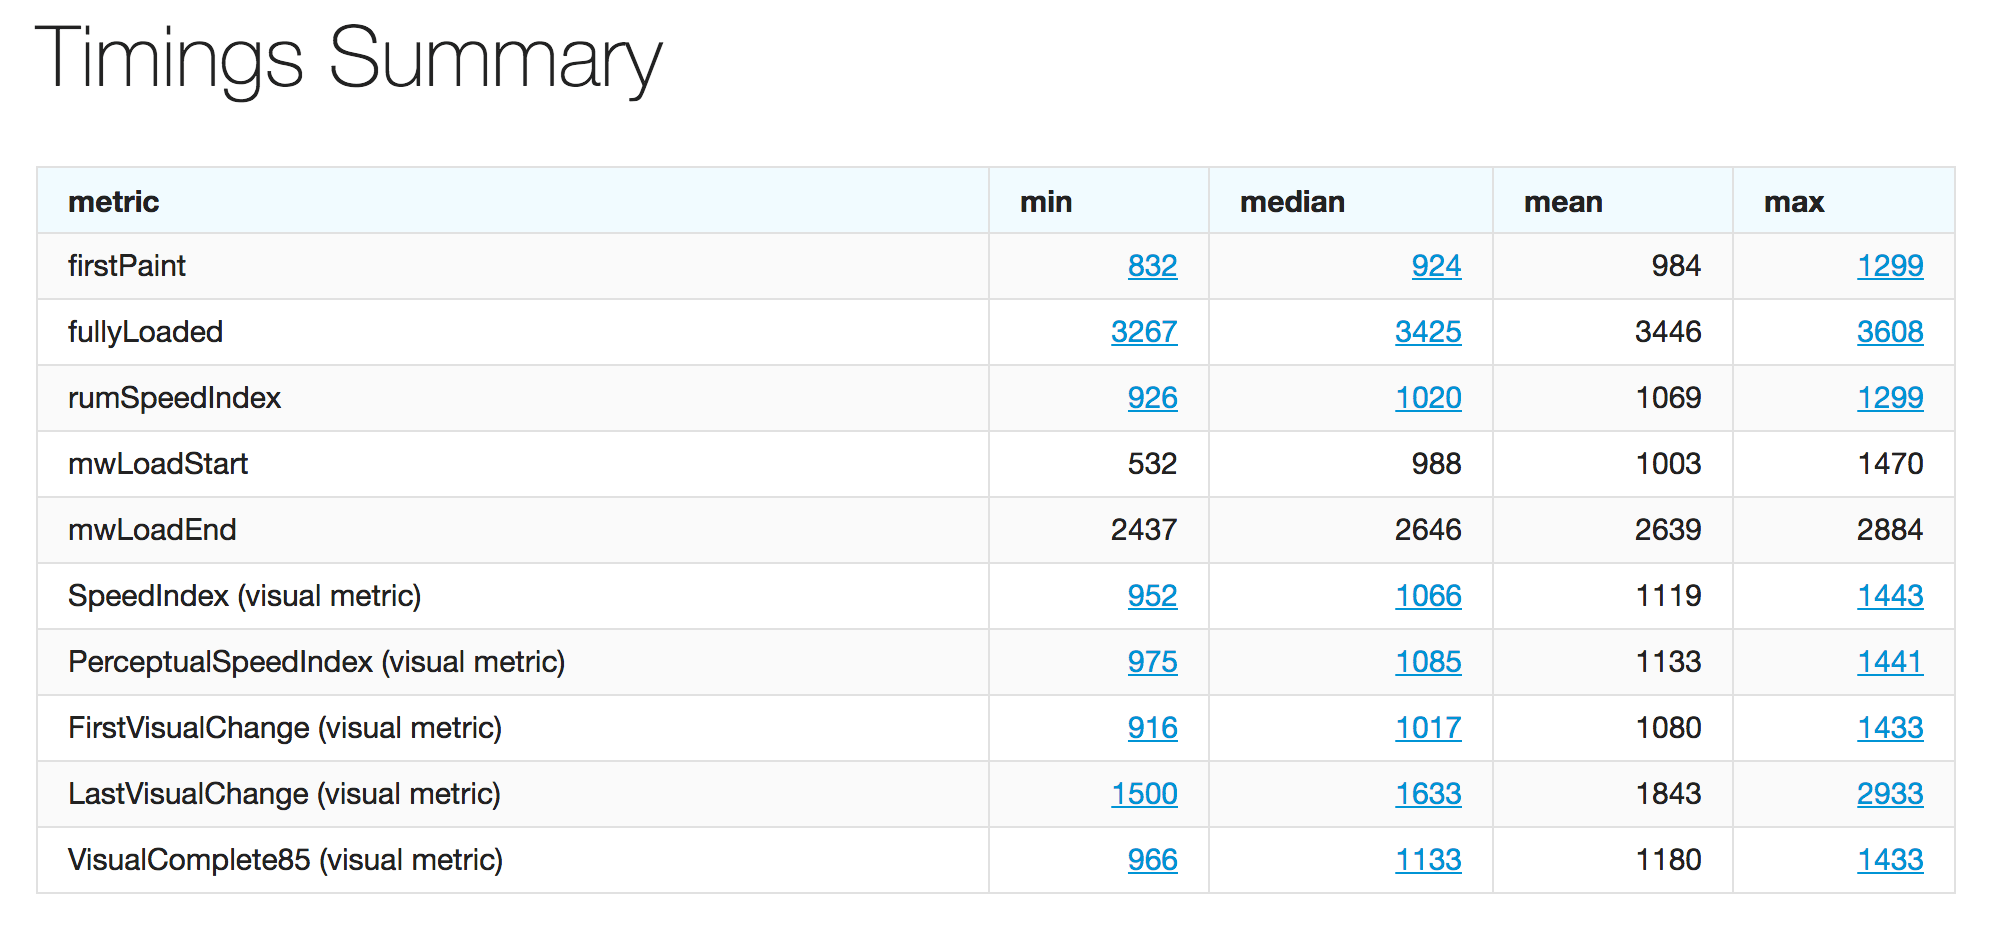 Timings Summary
metric min median mean max
firstPaint 832 924 984 1299
fullyLoaded 3267 3425 3446 3608
rumSpeedIndex 926 1020 1069 1299
mwLoadStart 532 988 1003 1470
mwLoadEnd 2437 2646 2639 2884
SpeedIndex (visual metric) 952 1066 1119 1443
PerceptualSpeedIndex (visual metric) 975 1085 1133 1441
FirstVisualChange (visual metric) 916 1017 1080 1433
LastVisualChange (visual metric) 1500 1633 1843 2933
VisualComplete85 (visual metric) 966 1133 1180 1433